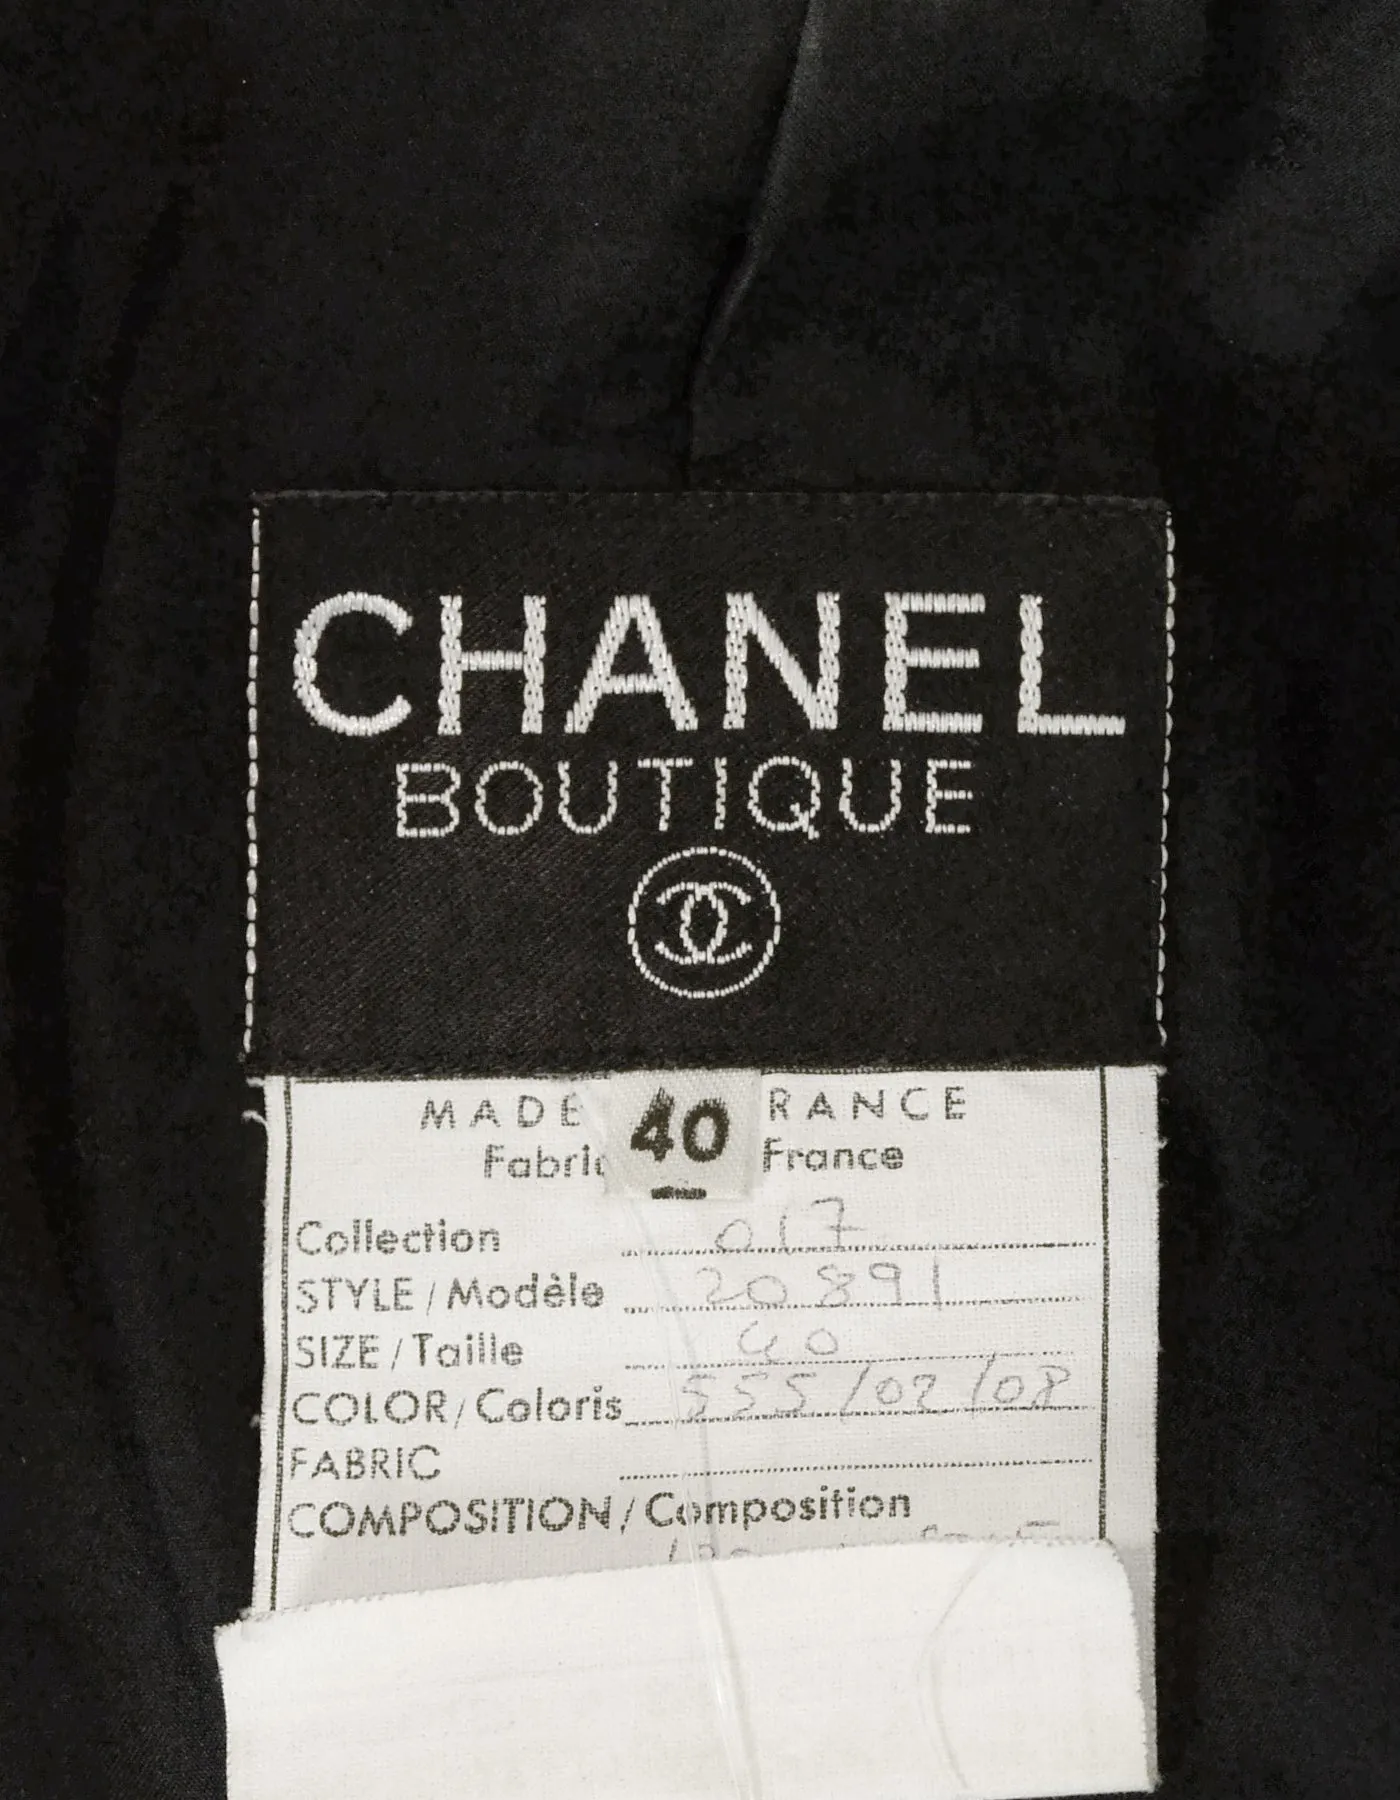 CHANEL
BOUTIQUE
MADE 40 RANCE
Fabric France
Collection 017
STYLE / Modèle 20891
SIZE / Taille 40
COLOR / Coloris 555/02/08
FABRIC
COMPOSITION / Composition